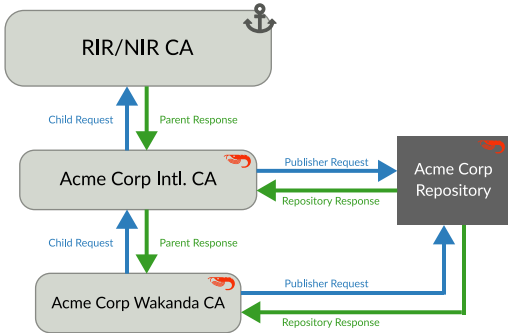 RIR/NIR CA
Child Request
Parent Response
Publisher Request
Acme Corp Intl. CA
Acme Corp
Repository
Repository Response
Child Request
Parent Response
Publisher Request
Acme Corp Wakanda CA
Repository Response